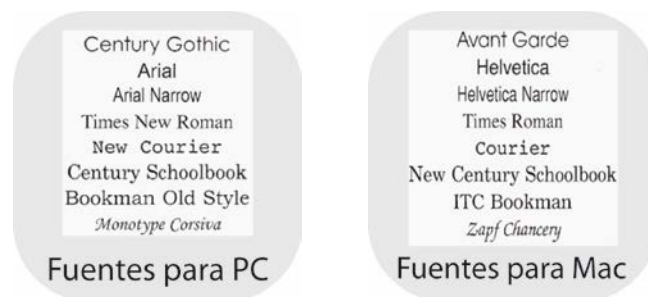 Century Gothic
Arial
Arial Narrow
Times New Roman
New Courier
Century Schoolbook
Bookman Old Style
Monotype Corsiva
Fuentes para PC
Avant Garde
Helvetica
Helvetica Narrow
Times Roman
Courier
New Century Schoolbook
ITC Bookman
Zapf Chancery
Fuentes para Mac